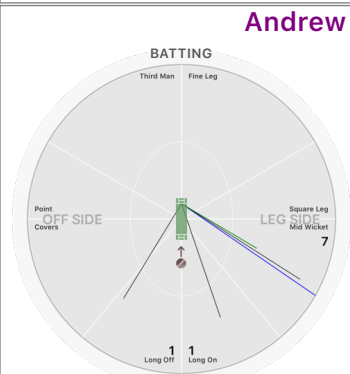 Andrew
BATTING
Third Man Fine Leg
Point Square Leg
OFF SIDE LEG SIDE
Covers Mid Wicket
7
1 1
Long Off Long On